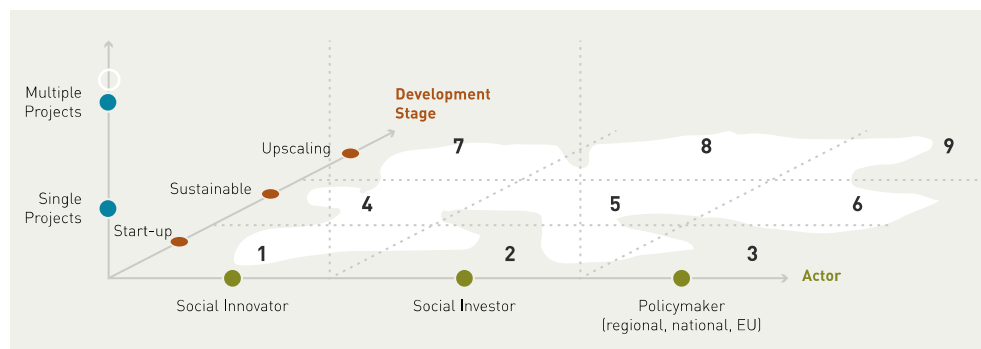 Multiple
Projects
Single
Projects
Development
Stage
Upscaling
Sustainable
Start-up
7
8
9
4
5
6
1
2
3
Actor
Social Innovator
Social Investor
Policymaker
(regional, national, EU)